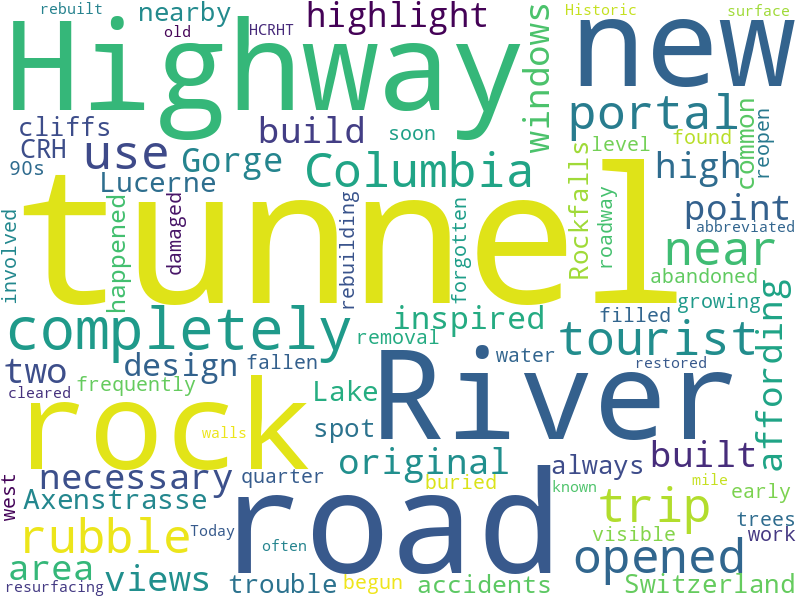 rebuilt
nearby
highlight
Historic
surface
old
HCRHT
Highway
new
windows
portal
cliffs
build
soon
CRH
use
Gorge
level
found
common
reopen
90s
Lucerne
Columbia
high
tunnel
Rockfalls
roadway
point
abbreviated
involved
happened
damaged
rebuilding
forgotten
near
abandoned
growing
completely
inspired
filled
affording
removal
tourist
two
design
fallen
water
restored
cleared
frequently
Lake
River
rock
walls
spot
original
always
built
west
necessary
quarter
buried
known
mile
early
Axenstrasse
road
trip
trees
rubble
Today
visible
work
often
opened
area
views
resurfacing
trouble
begun
accidents
Switzerland